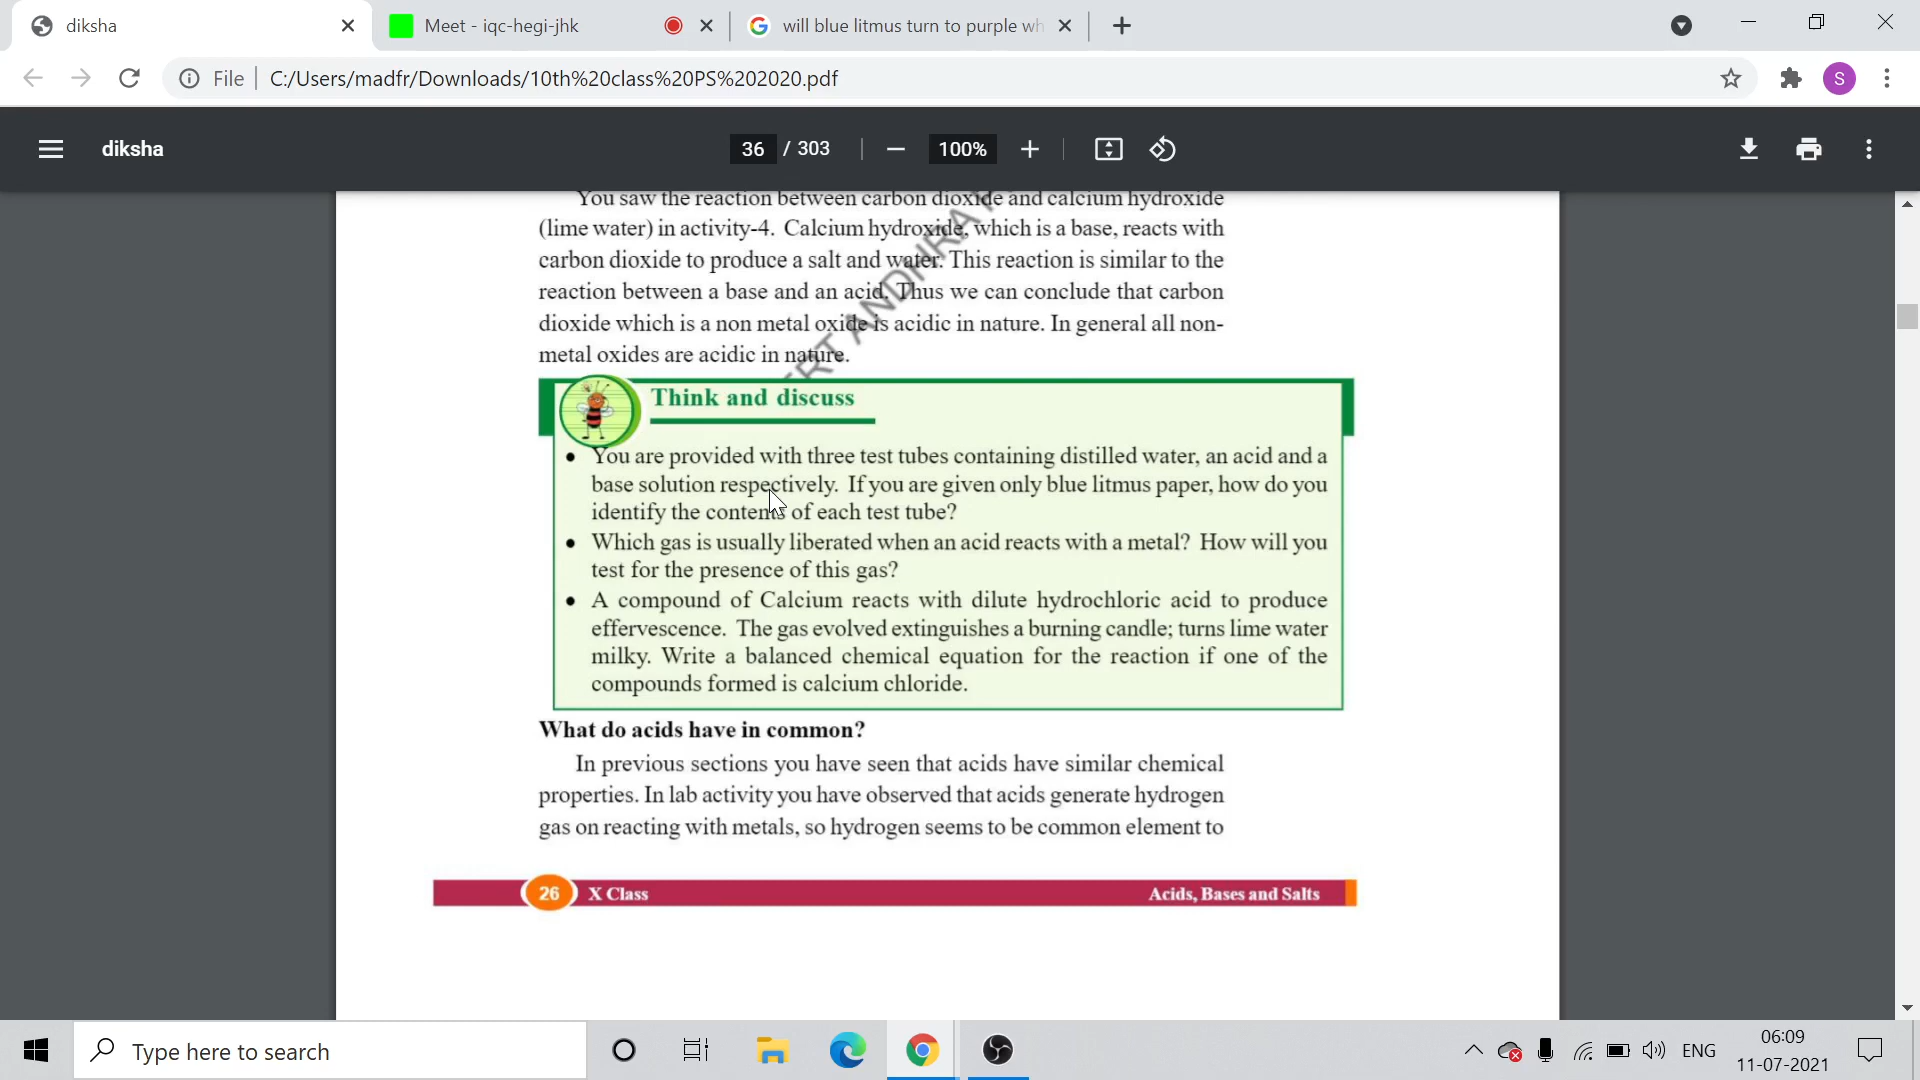 diksha
Meet - iqc-hegi-jhk
will blue litmus turn to purple wh
File
C:/Users/madfr/Downloads/10th%20class%20PS%202020.pdf
S
diksha
36 / 303
100%
You saw the reaction between carbon dioxide and calcium hydroxide
(lime water) in activity-4. Calcium hydroxide, which is a base, reacts with
carbon dioxide to produce a salt and water. This reaction is similar to the
reaction between a base and an acid. Thus we can conclude that carbon
dioxide which is a non metal oxide is acidic in nature. In general all non-
metal oxides are acidic in nature.
Think and discuss
• You are provided with three test tubes containing distilled water, an acid and a
base solution respectively. If you are given only blue litmus paper, how do you
identify the contents of each test tube?
• Which gas is usually liberated when an acid reacts with a metal? How will you
test for the presence of this gas?
• A compound of Calcium reacts with dilute hydrochloric acid to produce
effervescence. The gas evolved extinguishes a burning candle; turns lime water
milky. Write a balanced chemical equation for the reaction if one of the
compounds formed is calcium chloride.
What do acids have in common?
In previous sections you have seen that acids have similar chemical
properties. In lab activity you have observed that acids generate hydrogen
gas on reacting with metals, so hydrogen seems to be common element to
26 X Class
Acids, Bases and Salts
Type here to search
ENG
06:09
11-07-2021